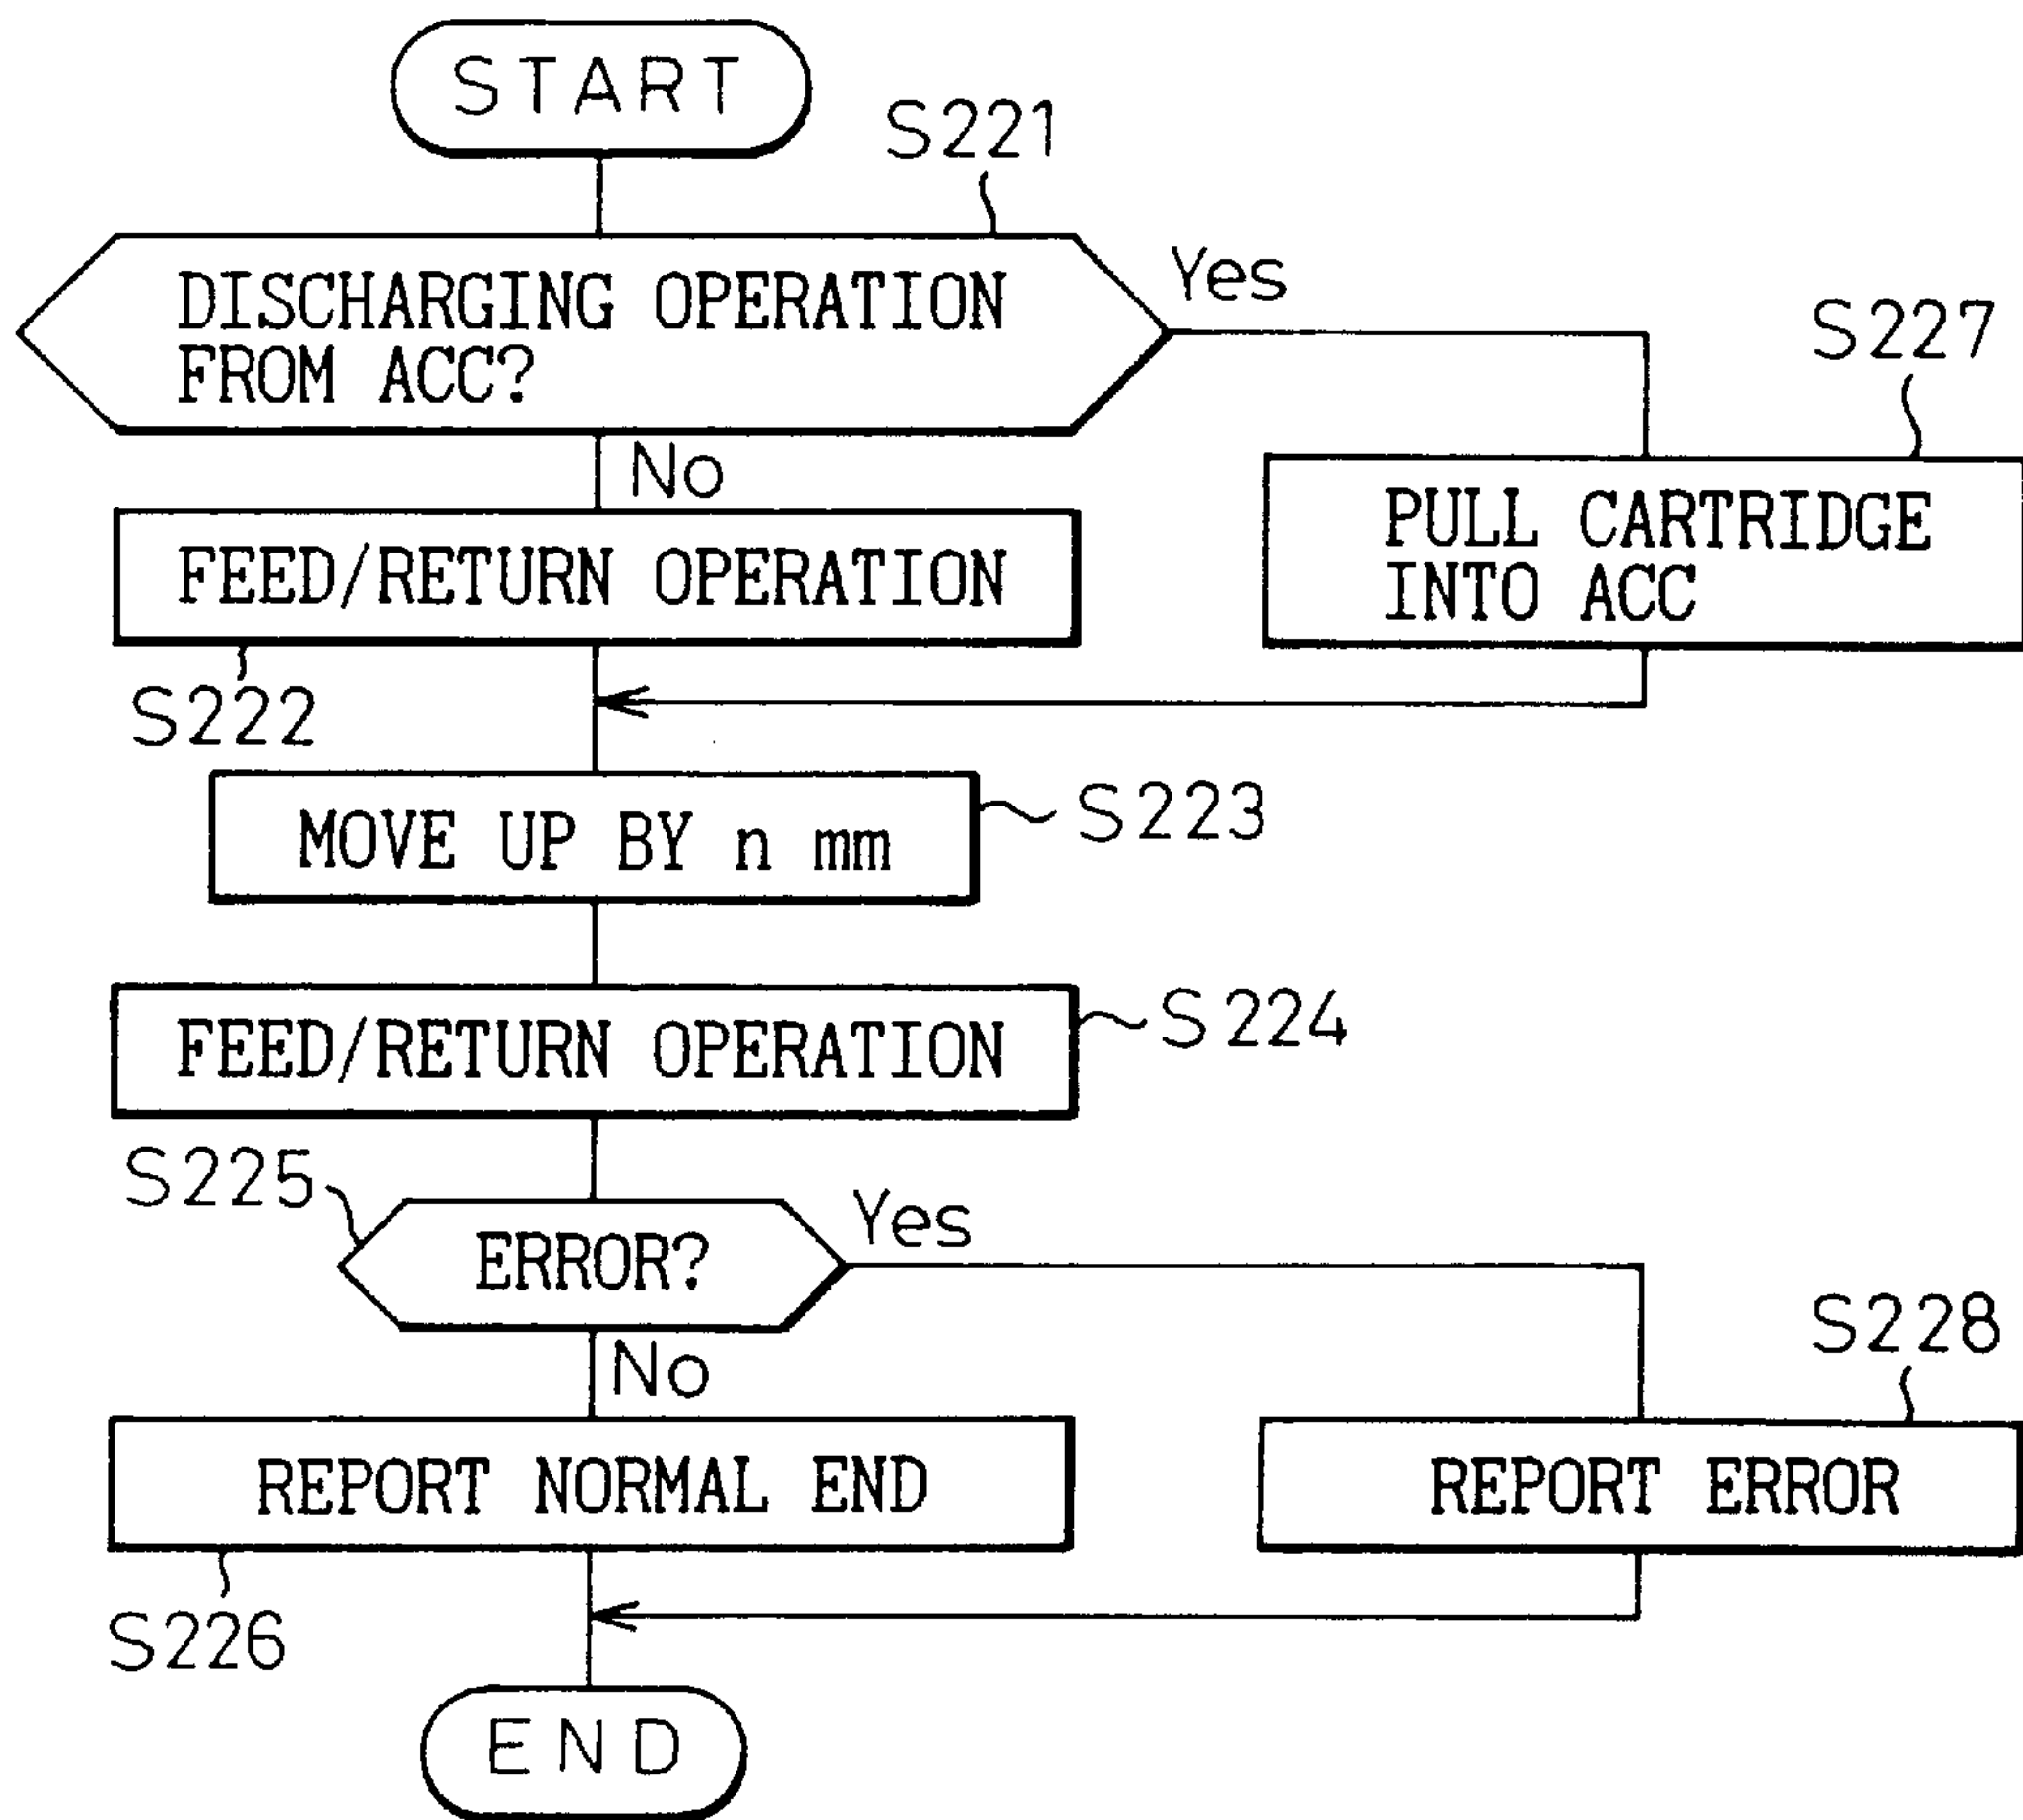 START
S221
DISCHARGING OPERATION
FROM ACC?
Yes
S227
No
PULL CARTRIDGE
INTO ACC
FEED/RETURN OPERATION
S222
MOVE UP BY n mm
S223
FEED/RETURN OPERATION
S224
S225
ERROR?
Yes
No
S228
REPORT NORMAL END
REPORT ERROR
S226
END